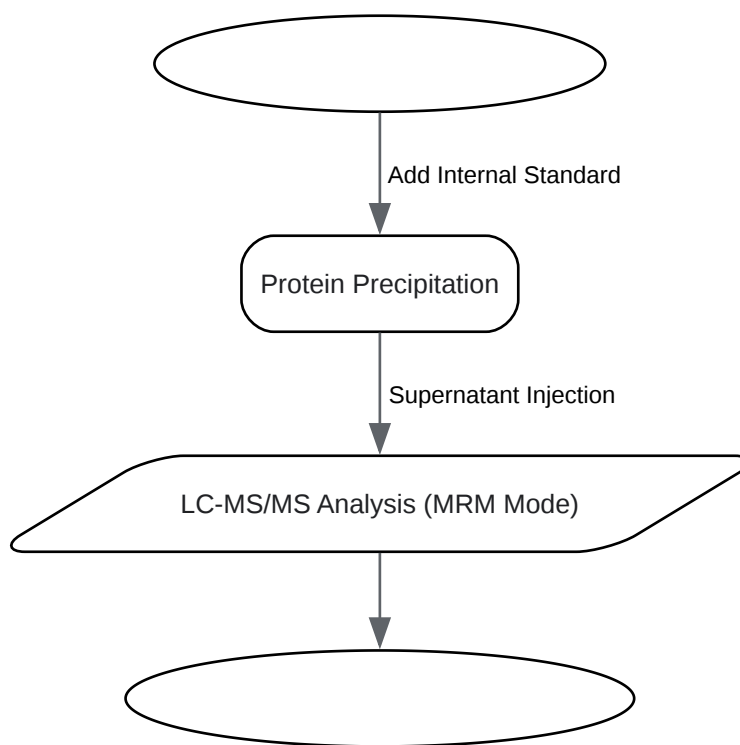 Add Internal Standard
Protein Precipitation
Supernatant Injection
LC-MS/MS Analysis (MRM Mode)